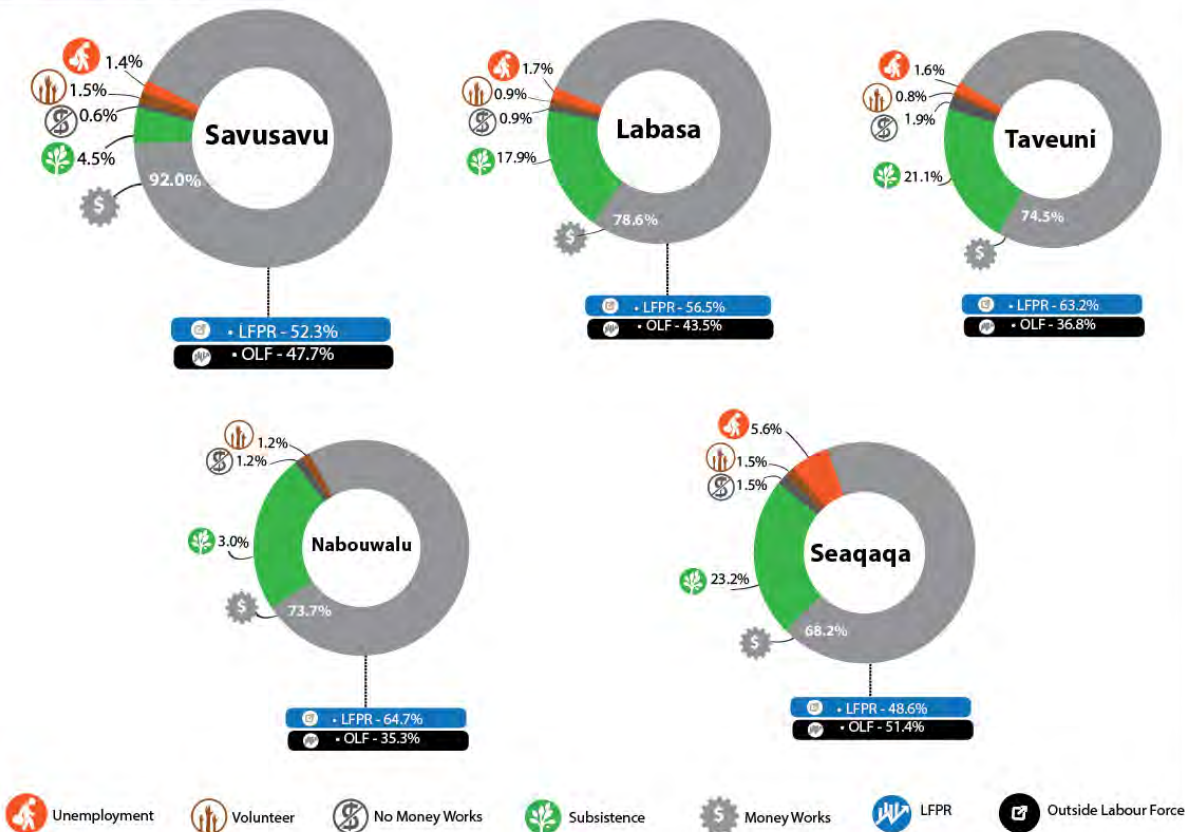 1.4%
1.5%
0.6%
4.5%
92.0%
Savusavu
• LFPR - 52.3%
• OLF - 47.7%
1.7%
0.9%
0.9%
17.9%
78.6%
Labasa
• LFPR - 56.5%
• OLF - 43.5%
1.6%
0.8%
1.9%
21.1%
74.5%
Taveuni
• LFPR - 63.2%
• OLF - 36.8%
1.2%
1.2%
3.0%
73.7%
Nabouwalu
• LFPR - 64.7%
• OLF - 35.3%
5.6%
1.5%
1.5%
23.2%
68.2%
Seaqaqa
• LFPR - 48.6%
• OLF - 51.4%
Unemployment
Volunteer
No Money Works
Subsistence
$ Money Works
LFPR
Outside Labour Force